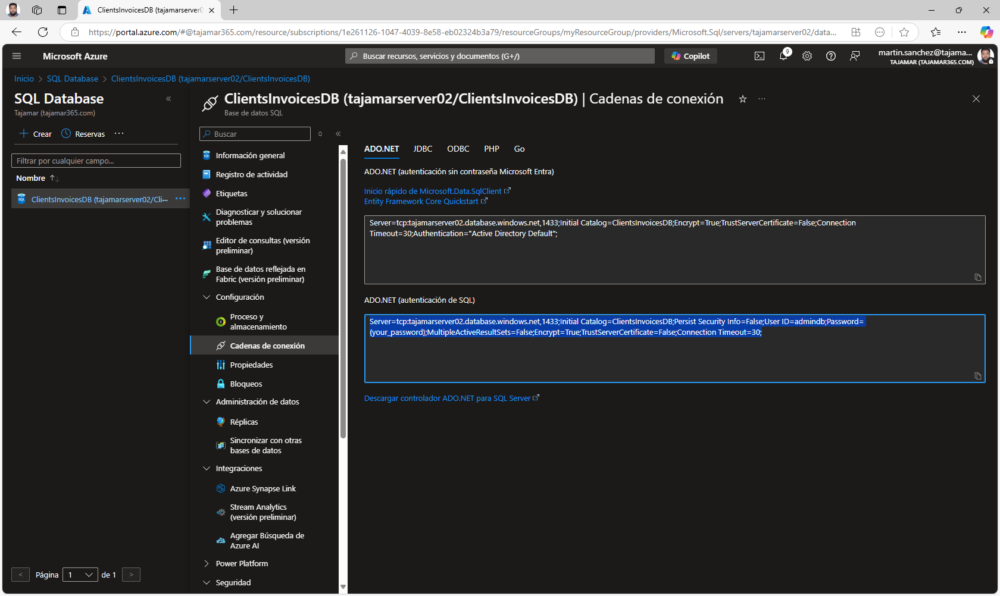 ClientsInvoicesDB (tajamarserver0
https://portal.azure.com/#@tajamar365.com/resource/subscriptions/1e261126-1047-4039-8e58-eb02324b3a79/resourceGroups/myResourceGroup/providers/Microsoft.Sql/servers/tajamarserver02/data...
Microsoft Azure
Buscar recursos, servicios y documentos (G+/)
Copilot
9
martin.sanchez@tajama...
TAJAMAR (TAJAMAR365.COM)
Inicio > SQL Database > ClientsInvoicesDB (tajamarserver02/ClientsInvoicesDB)
SQL Database
Tajamar (tajamar365.com)
Crear
Reservas
...
Filtrar por cualquier campo...
Nombre
SQL
ClientsInvoicesDB (tajamarserver02/Cli...
<
Página
1
de 1
>
ClientsInvoicesDB (tajamarserver02/ClientsInvoicesDB) | Cadenas de conexión
Base de datos SQL
Buscar
SQL
Información general
Registro de actividad
Etiquetas
Diagnosticar y solucionar
problemas
Editor de consultas (versión
preliminar)
Base de datos reflejada en
Fabric (versión preliminar)
Configuración
Proceso y
almacenamiento
Cadenas de conexión
Propiedades
Bloqueos
Administración de datos
Réplicas
Sincronizar con otras
bases de datos
Integraciones
Azure Synapse Link
Stream Analytics
(versión preliminar)
Agregar Búsqueda de
Azure AI
Power Platform
Seguridad
ADO.NET
JDBC
ODBC
PHP
Go
ADO.NET (autenticación sin contraseña Microsoft Entra)
Inicio rápido de Microsoft.Data.SqlClient
Entity Framework Core Quickstart
Server=tcp:tajamarserver02.database.windows.net,1433;Initial Catalog=ClientsInvoicesDB;Encrypt=True;TrustServerCertificate=False;Connection
Timeout=30;Authentication="Active Directory Default";
ADO.NET (autenticación de SQL)
Server=tcp:tajamarserver02.database.windows.net,1433;Initial Catalog=ClientsInvoicesDB;Persist Security Info=False;User ID=admindb;Password=
{your_password};MultipleActiveResultSets=False;Encrypt=True;TrustServerCertificate=False;Connection Timeout=30;
Descargar controlador ADO.NET para SQL Server